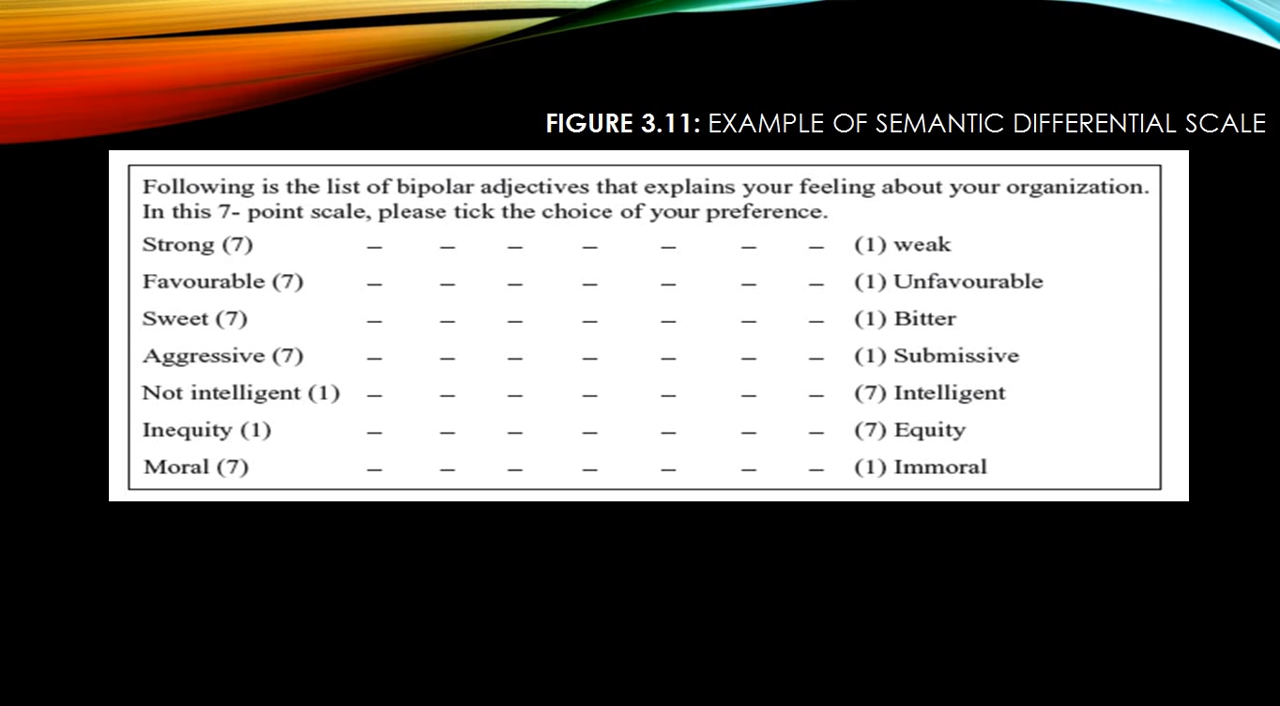 FIGURE 3.11: EXAMPLE OF SEMANTIC DIFFERENTIAL SCALE
Following is the list of bipolar adjectives that explains your feeling about your organization.
In this 7- point scale, please tick the choice of your preference.
Strong (7) – – – – – – – (1) weak
Favourable (7) – – – – – – – (1) Unfavourable
Sweet (7) – – – – – – – (1) Bitter
Aggressive (7) – – – – – – – (1) Submissive
Not intelligent (1) – – – – – – – (7) Intelligent
Inequity (1) – – – – – – – (7) Equity
Moral (7) – – – – – – – (1) Immoral